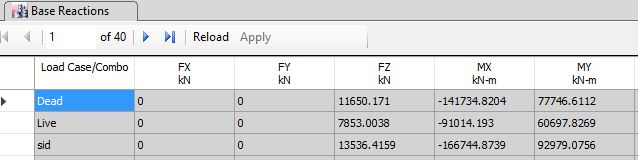 Base Reactions
1 of 40 Reload Apply
Load Case/Combo FX kN FY kN FZ kN MX kN-m MY kN-m
Dead 0 0 11650.171 -141734.8204 77746.6112
Live 0 0 7853.0038 -91014.193 60697.8269
sid 0 0 13536.4159 -166744.8739 92979.0756